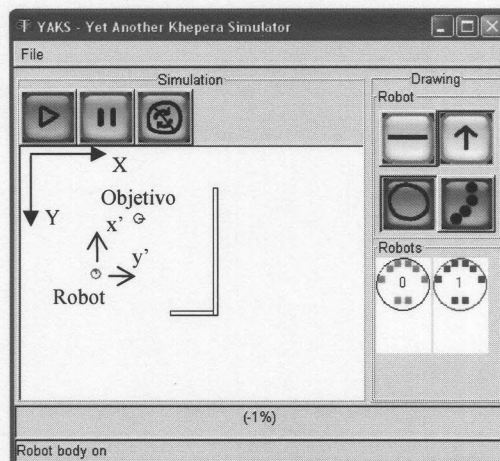 YAKS - Yet Another Khepera Simulator
File
Simulation
Drawing
Robot
X
Y
Objetivo
x'
y'
Robot
Robots
0
1
(-1%)
Robot body on